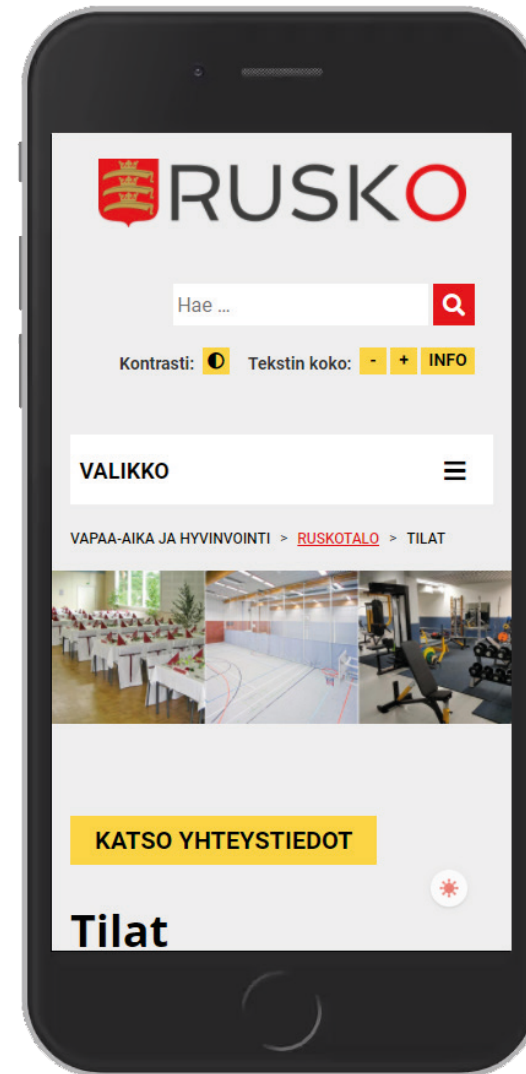 RUSKO
Hae ...
Kontrasti: Tekstin koko: - + INFO
VALIKKO
VAPAA-AIKA JA HYVINVOINTI > RUSKOTALO > TILAT
KATSO YHTEYSTIEDOT
Tilat